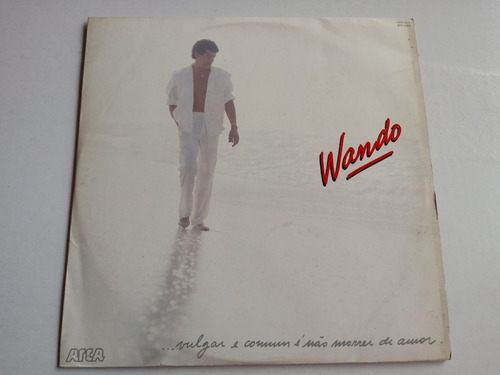 Wando
...vulgar e comum é não morrer de amor.
ARCA